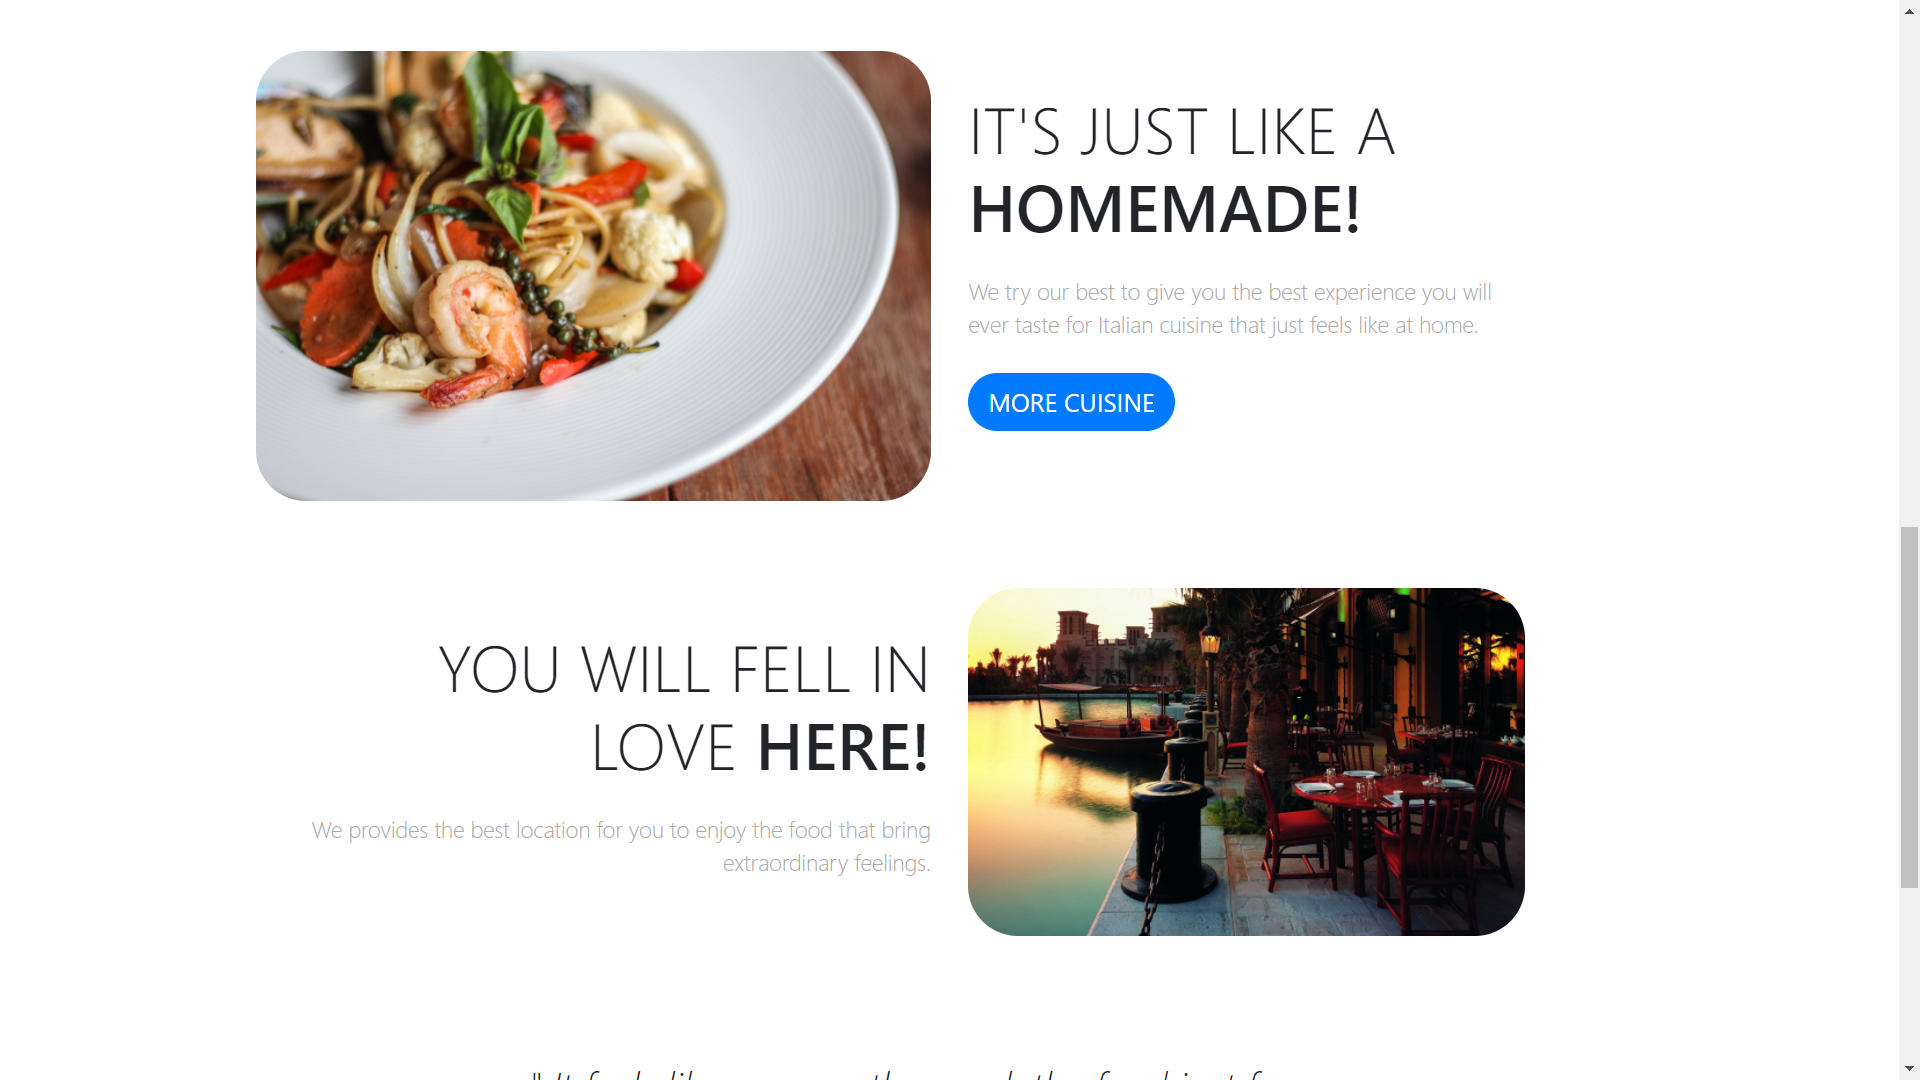 IT'S JUST LIKE A
HOMEMADE!
We try our best to give you the best experience you will
ever taste for Italian cuisine that just feels like at home.
MORE CUISINE
YOU WILL FELL IN
LOVE HERE!
We provides the best location for you to enjoy the food that bring
extraordinary feelings.